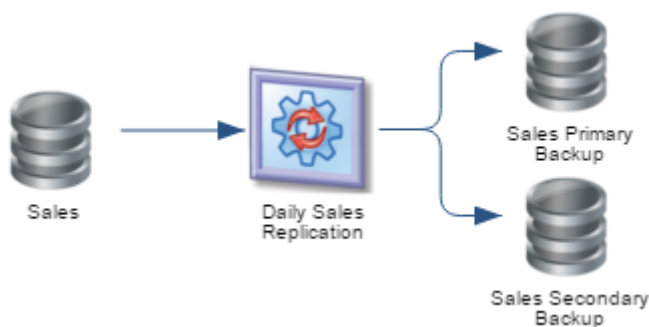 Sales
Daily Sales
Replication
Sales Primary
Backup
Sales Secondary
Backup